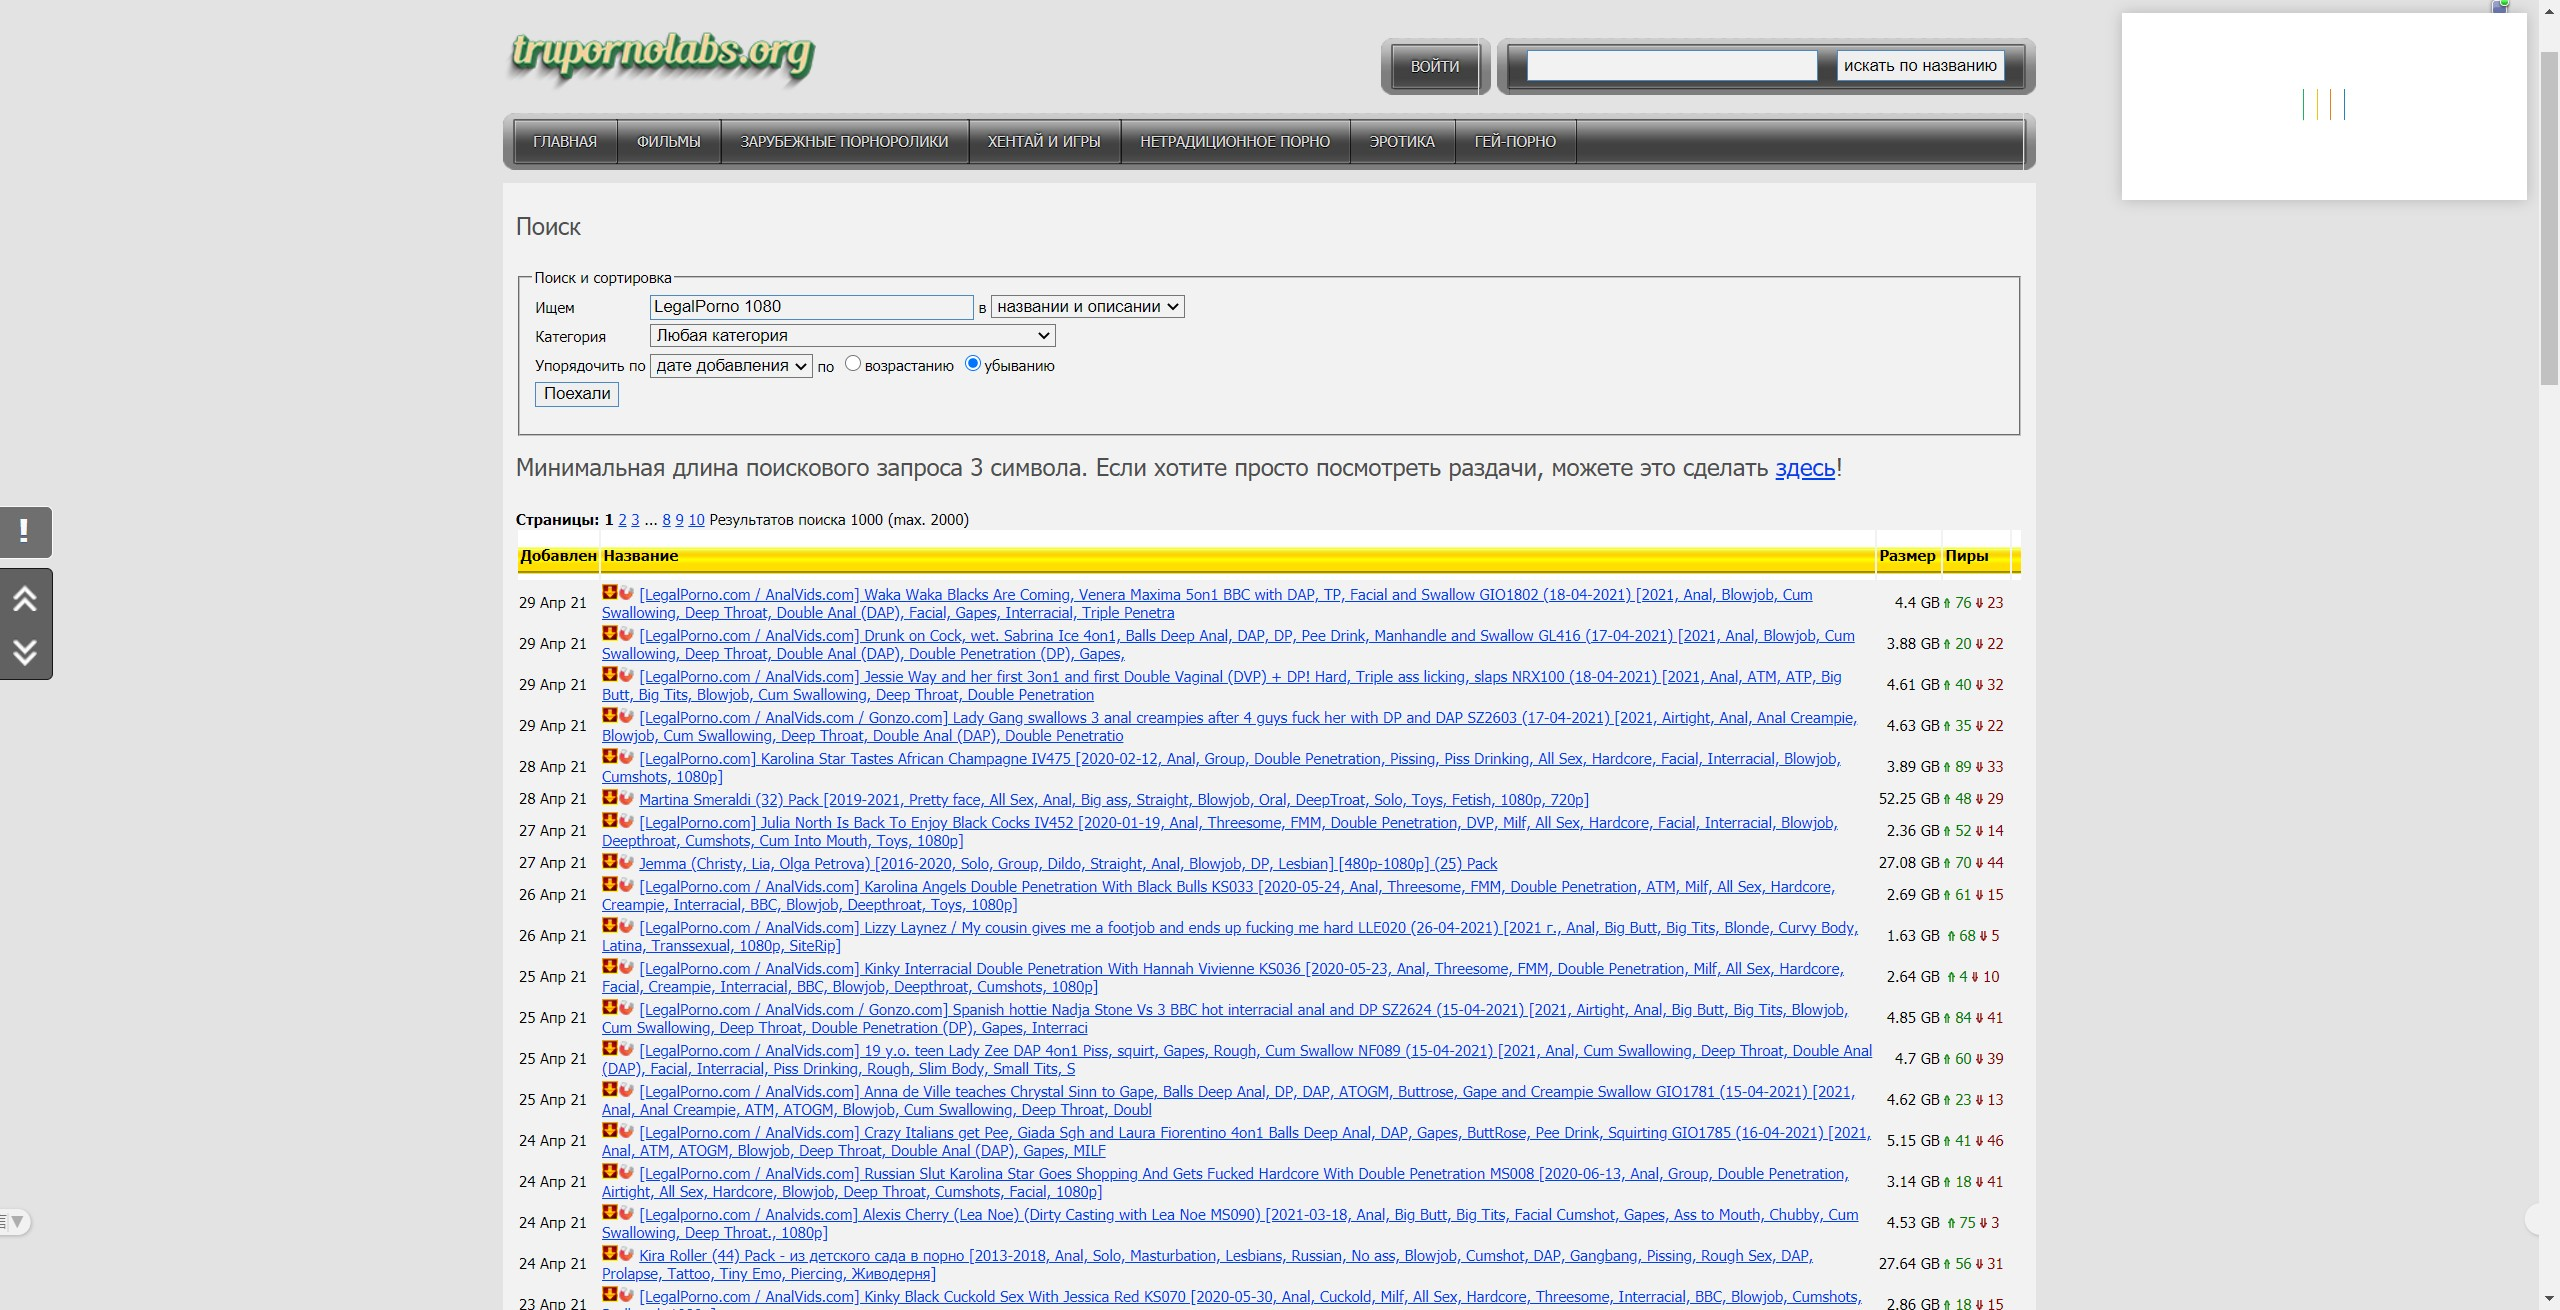 trupornolabs.org
ВОЙТИ
искать по названию
ГЛАВНАЯ ФИЛЬМЫ ЗАРУБЕЖНЫЕ ПОРНОРОЛИКИ ХЕНТАЙ И ИГРЫ НЕТРАДИЦИОННОЕ ПОРНО ЭРОТИКА ГЕЙ-ПОРНО
Поиск
Поиск и сортировка
Ищем LegalPorno 1080 в названии и описании
Категория Любая категория
Упорядочить по дате добавления по возрастанию убыванию
Поехали
Минимальная длина поискового запроса 3 символа. Если хотите просто посмотреть раздачи, можете это сделать здесь!
Страницы: 1 2 3 ... 8 9 10 Результатов поиска 1000 (max. 2000)
Добавлен Название Размер Пиры
29 Апр 21 [LegalPorno.com / AnalVids.com] Waka Waka Blacks Are Coming, Venera Maxima 5on1 BBC with DAP, TP, Facial and Swallow GIO1802 (18-04-2021) [2021, Anal, Blowjob, Cum
Swallowing, Deep Throat, Double Anal (DAP), Facial, Gapes, Interracial, Triple Penetra 4.4 GB 76 23
29 Апр 21 [LegalPorno.com / AnalVids.com] Drunk on Cock, wet. Sabrina Ice 4on1, Balls Deep Anal, DAP, DP, Pee Drink, Manhandle and Swallow GL416 (17-04-2021) [2021, Anal, Blowjob, Cum
Swallowing, Deep Throat, Double Anal (DAP), Double Penetration (DP), Gapes, 3.88 GB 20 22
29 Апр 21 [LegalPorno.com / AnalVids.com] Jessie Way and her first 3on1 and first Double Vaginal (DVP) + DP! Hard, Triple ass licking, slaps NRX100 (18-04-2021) [2021, Anal, ATM, ATP, Big
Butt, Big Tits, Blowjob, Cum Swallowing, Deep Throat, Double Penetration 4.61 GB 40 32
29 Апр 21 [LegalPorno.com / AnalVids.com / Gonzo.com] Lady Gang swallows 3 anal creampies after 4 guys fuck her with DP and DAP SZ2603 (17-04-2021) [2021, Airtight, Anal, Anal Creampie,
Blowjob, Cum Swallowing, Deep Throat, Double Anal (DAP), Double Penetratio 4.63 GB 35 22
28 Апр 21 [LegalPorno.com] Karolina Star Tastes African Champagne IV475 [2020-02-12, Anal, Group, Double Penetration, Pissing, Piss Drinking, All Sex, Hardcore, Facial, Interracial, Blowjob,
Cumshots, 1080p] 3.89 GB 89 33
28 Апр 21 Martina Smeraldi (32) Pack [2019-2021, Pretty face, All Sex, Anal, Big ass, Straight, Blowjob, Oral, DeepTroat, Solo, Toys, Fetish, 1080p, 720p] 52.25 GB 48 29
27 Апр 21 [LegalPorno.com] Julia North Is Back To Enjoy Black Cocks IV452 [2020-01-19, Anal, Threesome, FMM, Double Penetration, DVP, Milf, All Sex, Hardcore, Facial, Interracial, Blowjob,
Deepthroat, Cumshots, Cum Into Mouth, Toys, 1080p] 2.36 GB 52 14
27 Апр 21 Jemma (Christy, Lia, Olga Petrova) [2016-2020, Solo, Group, Dildo, Straight, Anal, Blowjob, DP, Lesbian] [480p-1080p] (25) Pack 27.08 GB 70 44
26 Апр 21 [LegalPorno.com / AnalVids.com] Karolina Angels Double Penetration With Black Bulls KS033 [2020-05-24, Anal, Threesome, FMM, Double Penetration, ATM, Milf, All Sex, Hardcore,
Creampie, Interracial, BBC, Blowjob, Deepthroat, Toys, 1080p] 2.69 GB 61 15
26 Апр 21 [LegalPorno.com / AnalVids.com] Lizzy Laynez / My cousin gives me a footjob and ends up fucking me hard LLE020 (26-04-2021) [2021 г., Anal, Big Butt, Big Tits, Blonde, Curvy Body,
Latina, Transsexual, 1080p, SiteRip] 1.63 GB 68 5
25 Апр 21 [LegalPorno.com / AnalVids.com] Kinky Interracial Double Penetration With Hannah Vivienne KS036 [2020-05-23, Anal, Threesome, FMM, Double Penetration, Milf, All Sex, Hardcore,
Facial, Creampie, Interracial, BBC, Blowjob, Deepthroat, Cumshots, 1080p] 2.64 GB 4 10
25 Апр 21 [LegalPorno.com / AnalVids.com / Gonzo.com] Spanish hottie Nadja Stone Vs 3 BBC hot interracial anal and DP SZ2624 (15-04-2021) [2021, Airtight, Anal, Big Butt, Big Tits, Blowjob,
Cum Swallowing, Deep Throat, Double Penetration (DP), Gapes, Interraci 4.85 GB 84 41
25 Апр 21 [LegalPorno.com / AnalVids.com] 19 y.o. teen Lady Zee DAP 4on1 Piss, squirt, Gapes, Rough, Cum Swallow NF089 (15-04-2021) [2021, Anal, Cum Swallowing, Deep Throat, Double Anal
(DAP), Facial, Interracial, Piss Drinking, Rough, Slim Body, Small Tits, S 4.7 GB 60 39
25 Апр 21 [LegalPorno.com / AnalVids.com] Anna de Ville teaches Chrystal Sinn to Gape, Balls Deep Anal, DP, DAP, ATOGM, Buttrose, Gape and Creampie Swallow GIO1781 (15-04-2021) [2021,
Anal, Anal Creampie, ATM, ATOGM, Blowjob, Cum Swallowing, Deep Throat, Doubl 4.62 GB 23 13
24 Апр 21 [LegalPorno.com / AnalVids.com] Crazy Italians get Pee, Giada Sgh and Laura Fiorentino 4on1 Balls Deep Anal, DAP, Gapes, ButtRose, Pee Drink, Squirting GIO1785 (16-04-2021) [2021,
Anal, ATM, ATOGM, Blowjob, Deep Throat, Double Anal (DAP), Gapes, MILF 5.15 GB 41 46
24 Апр 21 [LegalPorno.com / AnalVids.com] Russian Slut Karolina Star Goes Shopping And Gets Fucked Hardcore With Double Penetration MS008 [2020-06-13, Anal, Group, Double Penetration,
Airtight, All Sex, Hardcore, Blowjob, Deep Throat, Cumshots, Facial, 1080p] 3.14 GB 18 41
24 Апр 21 [Legalporno.com / Analvids.com] Alexis Cherry (Lea Noe) (Dirty Casting with Lea Noe MS090) [2021-03-18, Anal, Big Butt, Big Tits, Facial Cumshot, Gapes, Ass to Mouth, Chubby, Cum
Swallowing, Deep Throat., 1080p] 4.53 GB 75 3
24 Апр 21 Kira Roller (44) Pack - из детского сада в порно [2013-2018, Anal, Solo, Masturbation, Lesbians, Russian, No ass, Blowjob, Cumshot, DAP, Gangbang, Pissing, Rough Sex, DAP,
Prolapse, Tattoo, Tiny Emo, Piercing, Живодерня] 27.64 GB 56 31
23 Апр 21 [LegalPorno.com / AnalVids.com] Kinky Black Cuckold Sex With Jessica Red KS070 [2020-05-30, Anal, Cuckold, Milf, All Sex, Hardcore, Threesome, Interracial, BBC, Blowjob, Cumshots, 2.86 GB 18 15